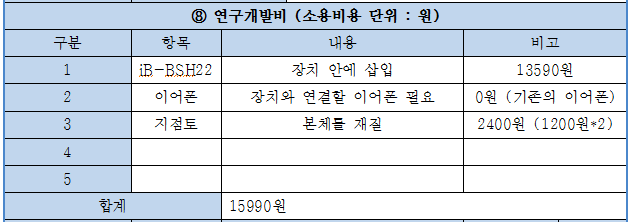 ⑧ 연구개발비 (소용비용 단위 : 원)
구분 항목 내용 비고
1 iB-BSH22 장치 안에 삽입 13590원
2 이어폰 장치와 연결할 이어폰 필요 0원 (기존의 이어폰)
3 지점토 본체틀 재질 2400원 (1200원*2)
4
5
합계 15990원